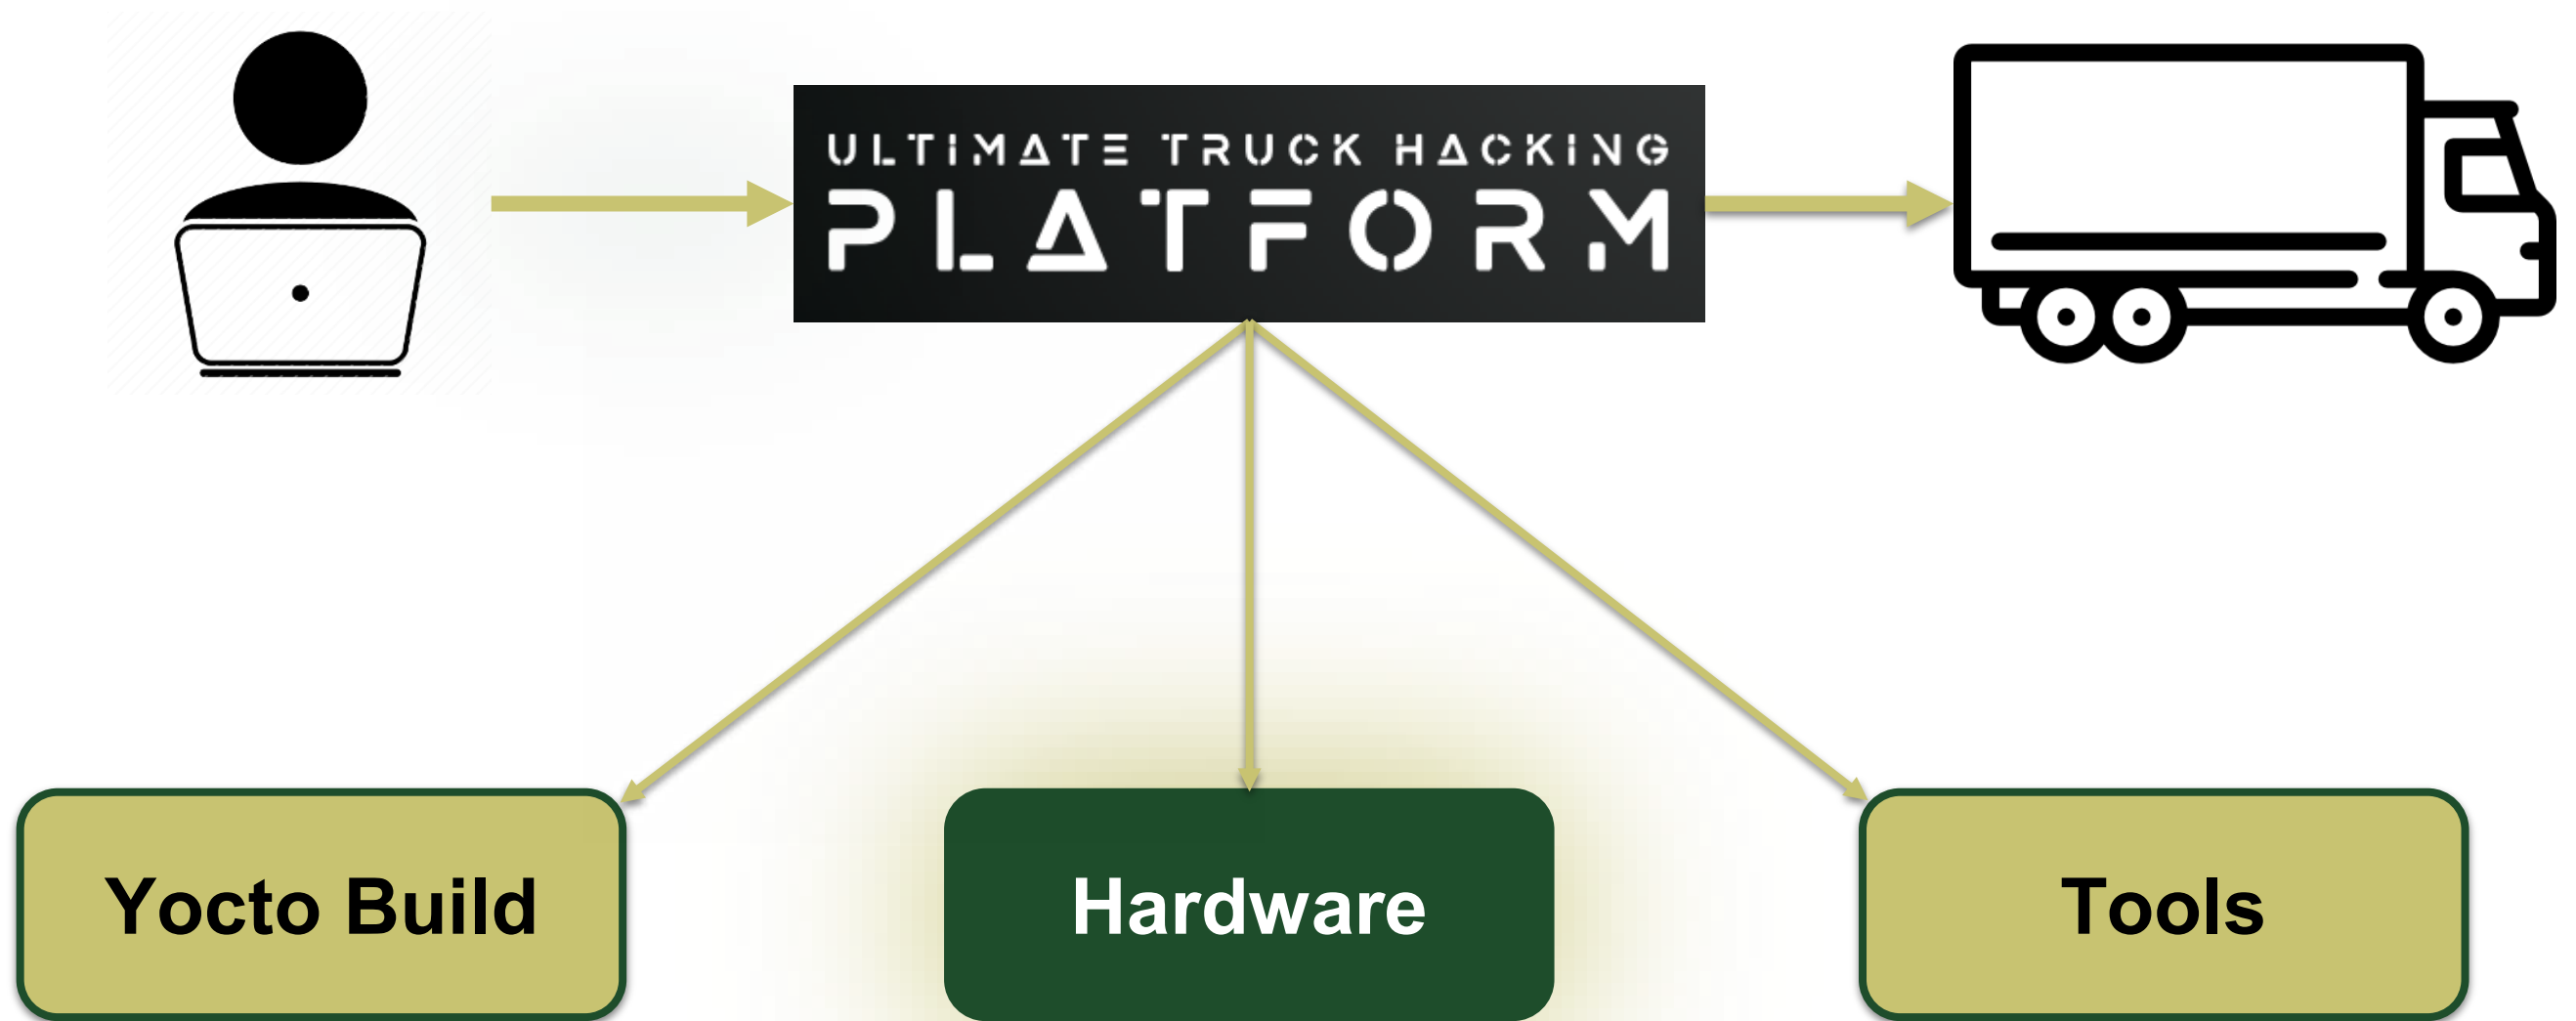 ULTIMATE TRUCK HACKING
PLATFORM
Yocto Build
Hardware
Tools